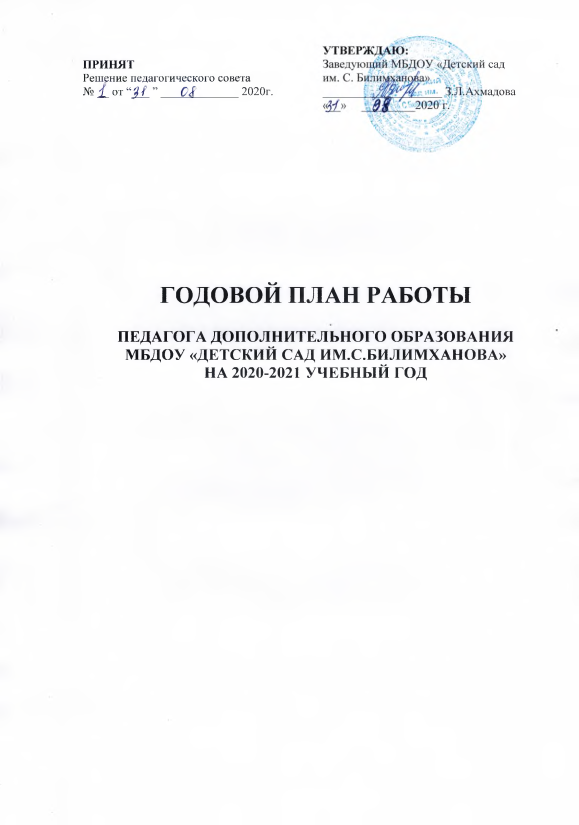 ПРИНЯТ
Решение педагогического совета
№ 1 от “31” 08 2020г.
УТВЕРЖДАЮ:
Заведующий МБДОУ «Детский сад
им. С. Билимханова»
З.Л.Ахмадова
«31» 08 2020 г.
ГОДОВОЙ ПЛАН РАБОТЫ
ПЕДАГОГА ДОПОЛНИТЕЛЬНОГО ОБРАЗОВАНИЯ
МБДОУ «ДЕТСКИЙ САД ИМ.С.БИЛИМХАНОВА»
НА 2020-2021 УЧЕБНЫЙ ГОД